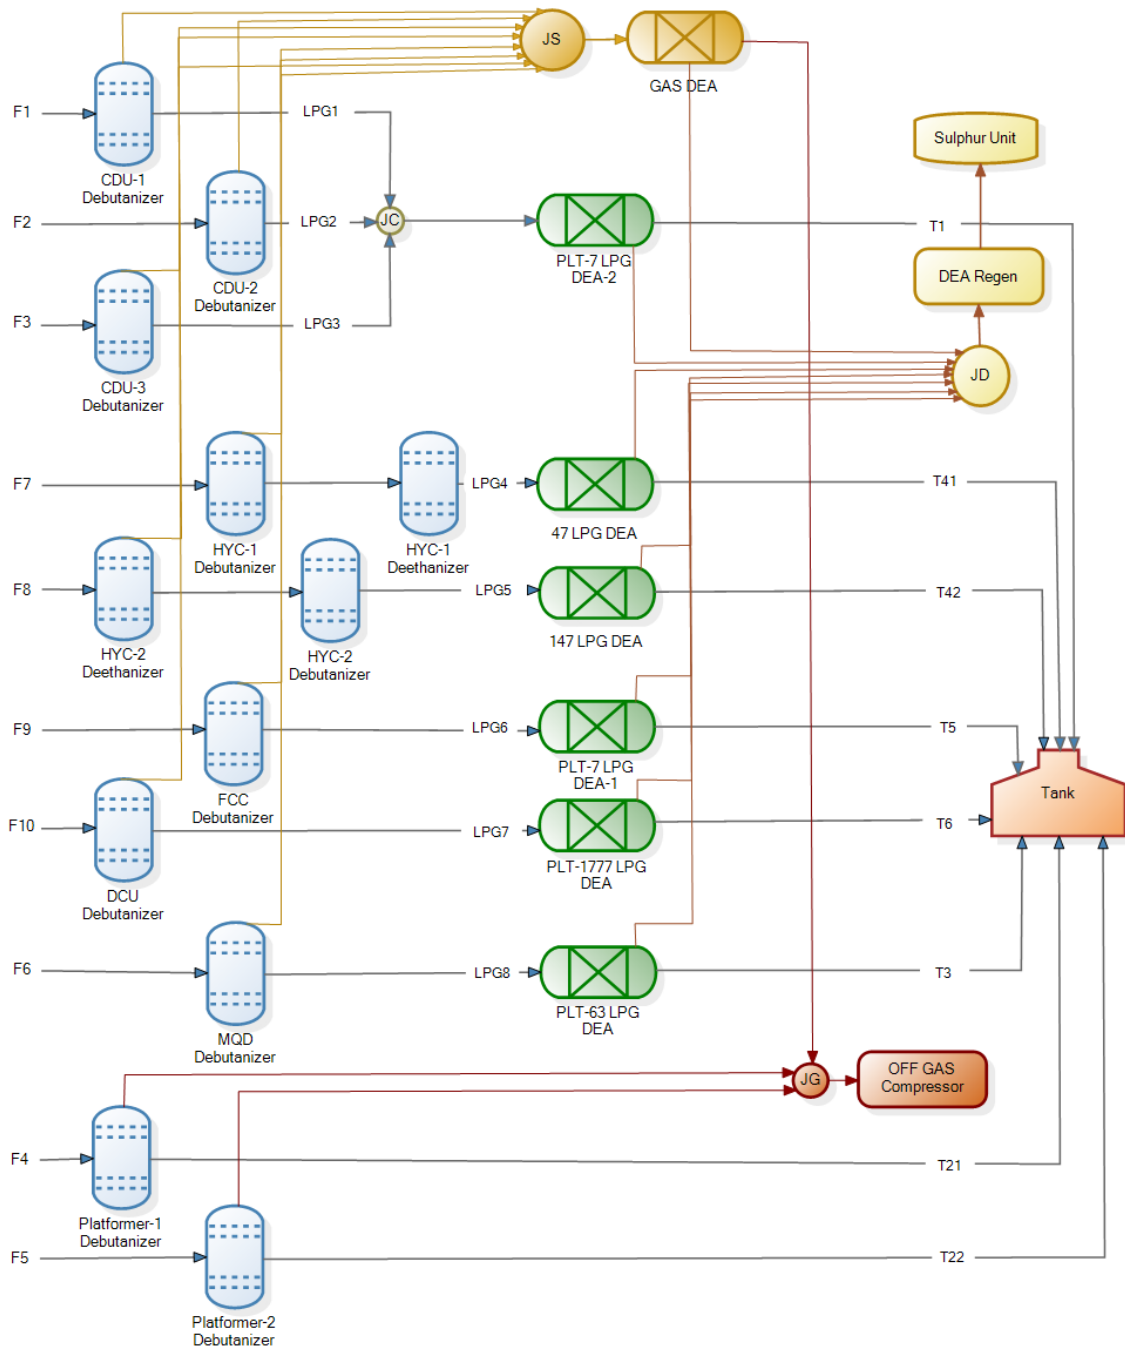 JS
GAS DEA
F1
LPG1
CDU-1
Debutanizer
Sulphur Unit
F2
LPG2
JC
T1
CDU-2
Debutanizer
PLT-7 LPG
DEA-2
DEA Regen
F3
LPG3
CDU-3
Debutanizer
JD
F7
LPG4
T41
HYC-1
Debutanizer
HYC-1
Deethanizer
47 LPG DEA
F8
LPG5
T42
HYC-2
Deethanizer
HYC-2
Debutanizer
147 LPG DEA
F9
LPG6
T5
FCC
Debutanizer
PLT-7 LPG
DEA-1
Tank
F10
LPG7
T6
DCU
Debutanizer
PLT-1777 LPG
DEA
F6
LPG8
T3
MQD
Debutanizer
PLT-63 LPG
DEA
JG
OFF GAS
Compressor
F4
T21
Platformer-1
Debutanizer
F5
T22
Platformer-2
Debutanizer